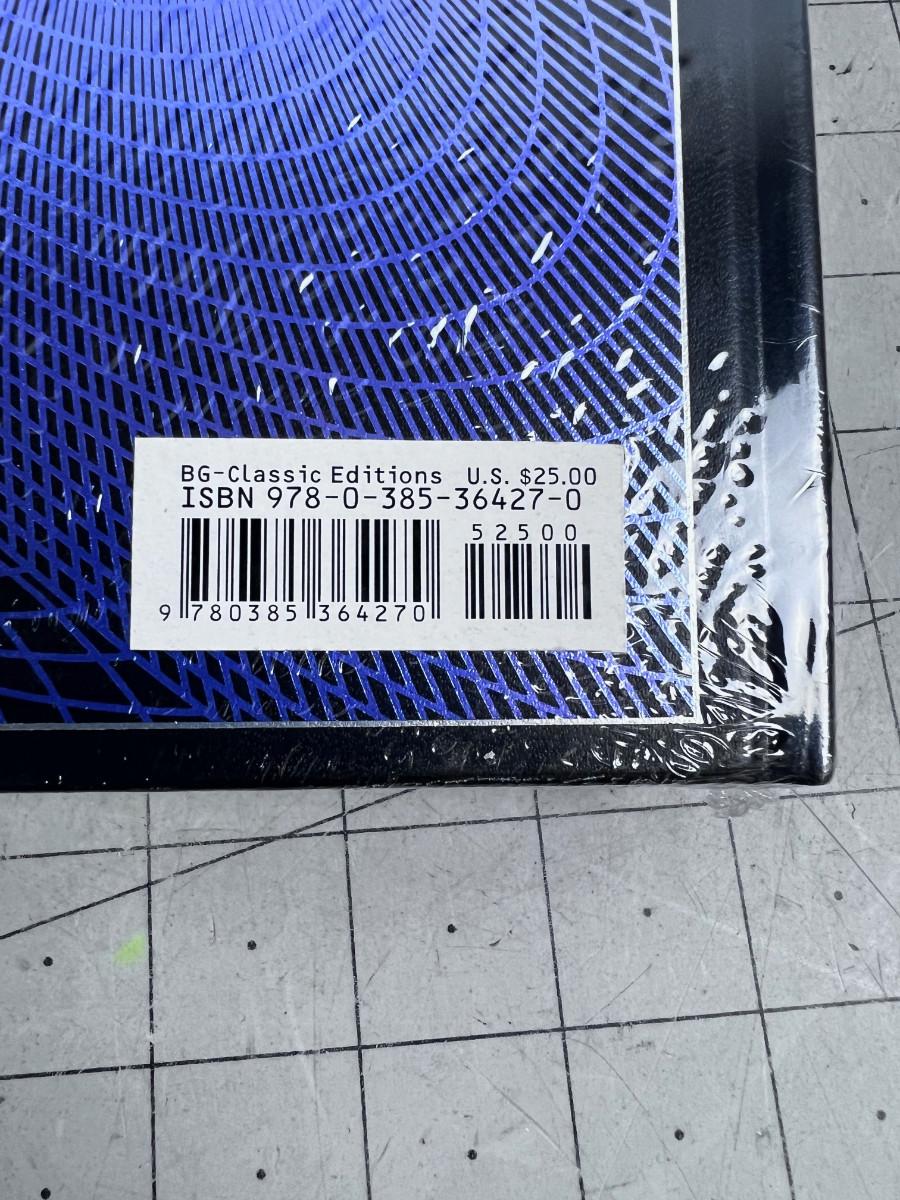 BG-Classic Editions U.S. $25.00
ISBN 978-0-385-36427-0
52500
9 780385 364270